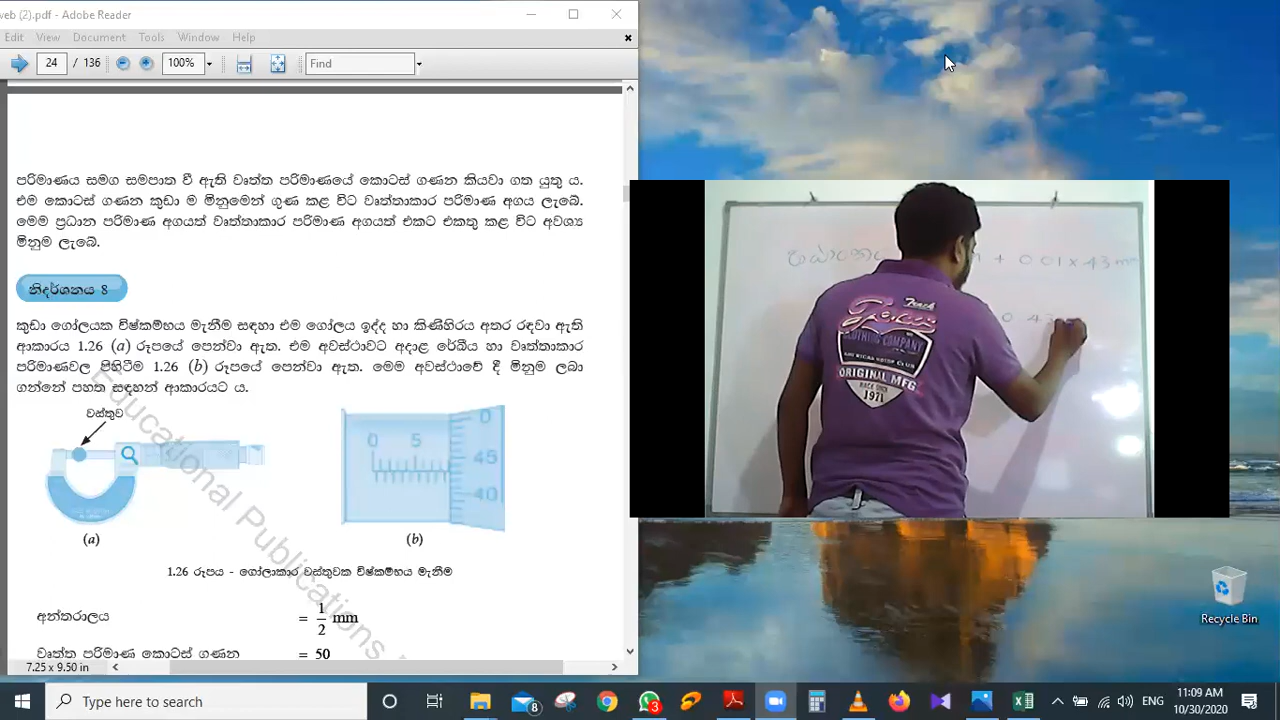 web (2).pdf - Adobe Reader
Edit View Document Tools Window Help
24 / 136 100% Find
පරිමාණය සමග සමපාත වී ඇති වෘත්ත පරිමාණයේ කොටස් ගණන කියවා ගත යුතු ය.
එම කොටස් ගණන කුඩා ම මිනුමෙන් ගුණ කළ විට වෘත්තාකාර පරිමාණ අගය ලැබේ.
මෙම ප්‍රධාන පරිමාණ අගයත් වෘත්තාකාර පරිමාණ අගයත් එකට එකතු කළ විට අවශ්‍ය
මිනුම ලැබේ.
නිදර්ශනය 8
කුඩා ගෝලයක විෂ්කම්භය මැනීම සඳහා එම ගෝලය ඉද්ද හා කිණිහිරය අතර රඳවා ඇති
ආකාරය 1.26 (a) රූපයේ පෙන්වා ඇත. එම අවස්ථාවට අදාළ රේඛීය හා වෘත්තාකාර
පරිමාණවල පිහිටීම 1.26 (b) රූපයේ පෙන්වා ඇත. මෙම අවස්ථාවේ දී මිනුම ලබා
ගන්නේ පහත සඳහන් ආකාරයට ය.
වස්තුව
0 5
0
45
40
(a) (b)
1.26 රූපය - ගෝලාකාර වස්තුවක විෂ්කම්භය මැනීම
අන්තරාලය = 1/2 mm
වෘත්ත පරිමාණ කොටස් ගණන = 50
Educational Publications
7.25 x 9.50 in
+ 0.01 x 43 mm
0.43
CLOTHING COMPANY
ORIGINAL MFG
1971
Recycle Bin
Type here to search
8
3
ENG
11:09 AM
10/30/2020